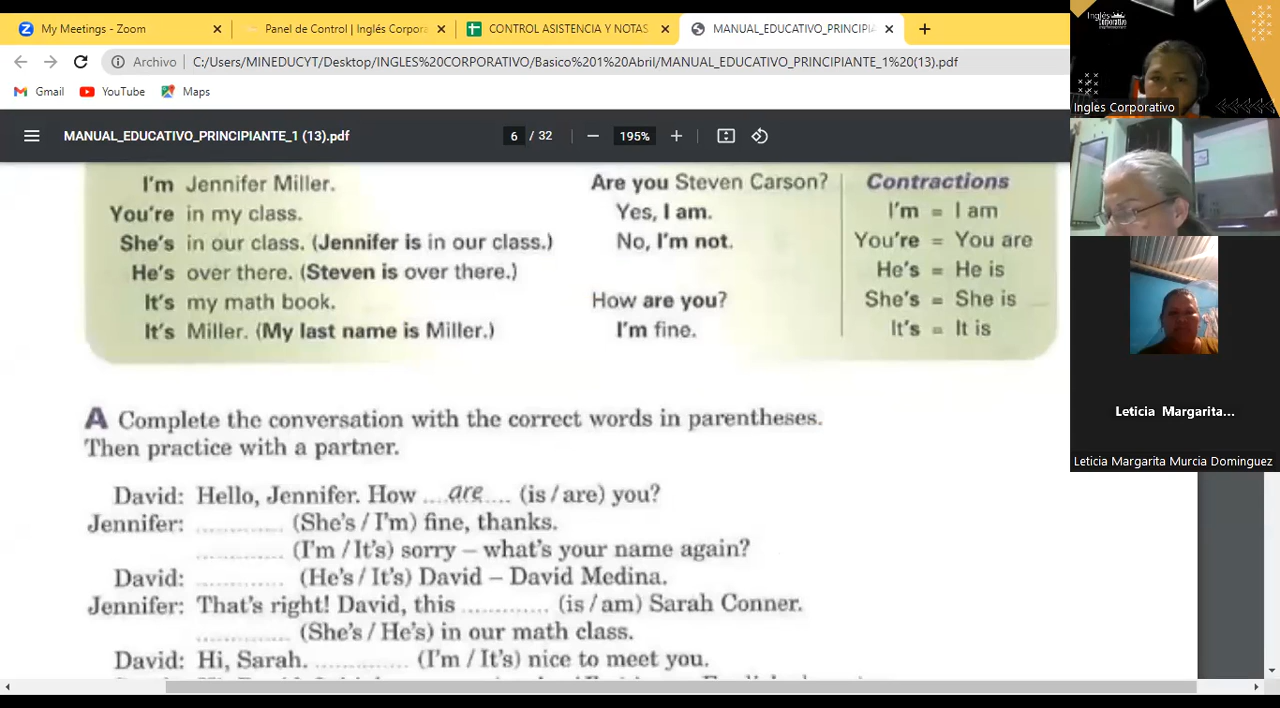 My Meetings - Zoom
Panel de Control | Inglés Corpora
CONTROL ASISTENCIA Y NOTAS
MANUAL_EDUCATIVO_PRINCIPIA
Archivo C:/Users/MINEDUCYT/Desktop/INGLES%20CORPORATIVO/Basico%201%20Abril/MANUAL_EDUCATIVO_PRINCIPIANTE_1%20(13).pdf
Gmail YouTube Maps
MANUAL_EDUCATIVO_PRINCIPIANTE_1 (13).pdf 6 / 32 195%
I'm Jennifer Miller.
You're in my class.
She's in our class. (Jennifer is in our class.)
He's over there. (Steven is over there.)
It's my math book.
It's Miller. (My last name is Miller.)
Are you Steven Carson?
Yes, I am.
No, I'm not.
How are you?
I'm fine.
Contractions
I'm = I am
You're = You are
He's = He is
She's = She is
It's = It is
A Complete the conversation with the correct words in parentheses.
Then practice with a partner.
David: Hello, Jennifer. How ....are.... (is / are) you?
Jennifer: ............ (She's / I'm) fine, thanks.
............ (I'm / It's) sorry – what's your name again?
David: ............ (He's / It's) David – David Medina.
Jennifer: That's right! David, this ............ (is / am) Sarah Conner.
............ (She's / He's) in our math class.
David: Hi, Sarah. ............ (I'm / It's) nice to meet you.
Inglés
Corporativo
Ingles Corporativo
Leticia Margarita...
Leticia Margarita Murcia Dominguez